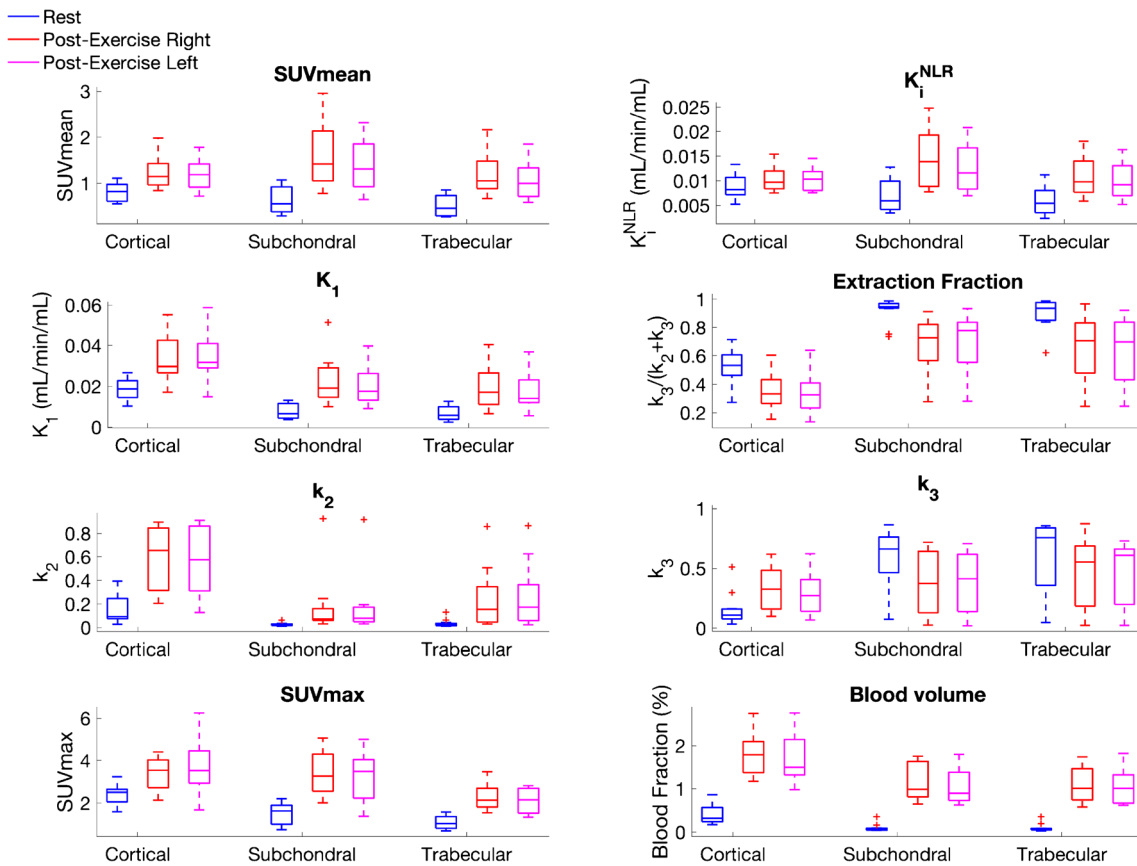 Rest
Post-Exercise Right
Post-Exercise Left
SUVmean
SUVmean
3
2
1
Cortical Subchondral Trabecular
K_i^NLR
K_i^NLR (mL/min/mL)
0.025
0.02
0.015
0.01
0.005
Cortical Subchondral Trabecular
K_1
K_1 (mL/min/mL)
0.06
0.04
0.02
0
Cortical Subchondral Trabecular
Extraction Fraction
k_3/(k_2+k_3)
1
0.8
0.6
0.4
0.2
Cortical Subchondral Trabecular
k_2
k_2
0.8
0.6
0.4
0.2
0
Cortical Subchondral Trabecular
k_3
k_3
1
0.5
0
Cortical Subchondral Trabecular
SUVmax
SUVmax
6
4
2
Cortical Subchondral Trabecular
Blood volume
Blood Fraction (%)
2
1
0
Cortical Subchondral Trabecular